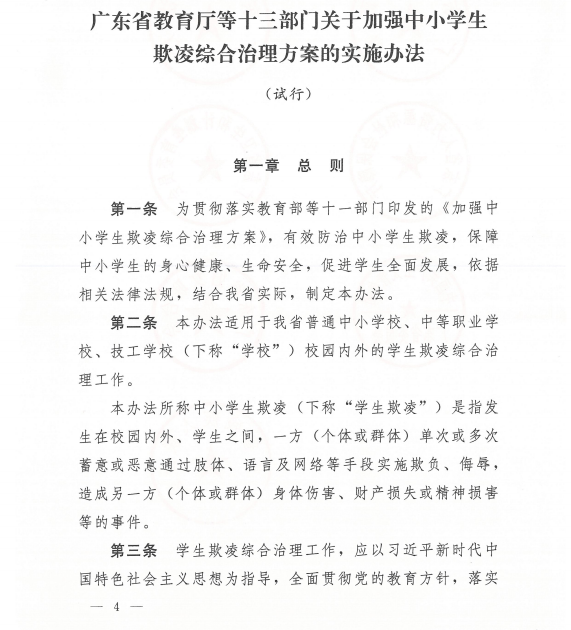 广东省教育厅等十三部门关于加强中小学生
欺凌综合治理方案的实施办法
（试行）
第一章 总 则
第一条 为贯彻落实教育部等十一部门印发的《加强中
小学生欺凌综合治理方案》，有效防治中小学生欺凌，保障
中小学生的身心健康、生命安全，促进学生全面发展，依据
相关法律法规，结合我省实际，制定本办法。
第二条 本办法适用于我省普通中小学校、中等职业学
校、技工学校（下称“学校”）校园内外的学生欺凌综合治
理工作。
本办法所称中小学生欺凌（下称“学生欺凌”）是指发
生在校园内外、学生之间，一方（个体或群体）单次或多次
蓄意或恶意通过肢体、语言及网络等手段实施欺负、侮辱，
造成另一方（个体或群体）身体伤害、财产损失或精神损害
等的事件。
第三条 学生欺凌综合治理工作，应以习近平新时代中
国特色社会主义思想为指导，全面贯彻党的教育方针，落实
— 4 —